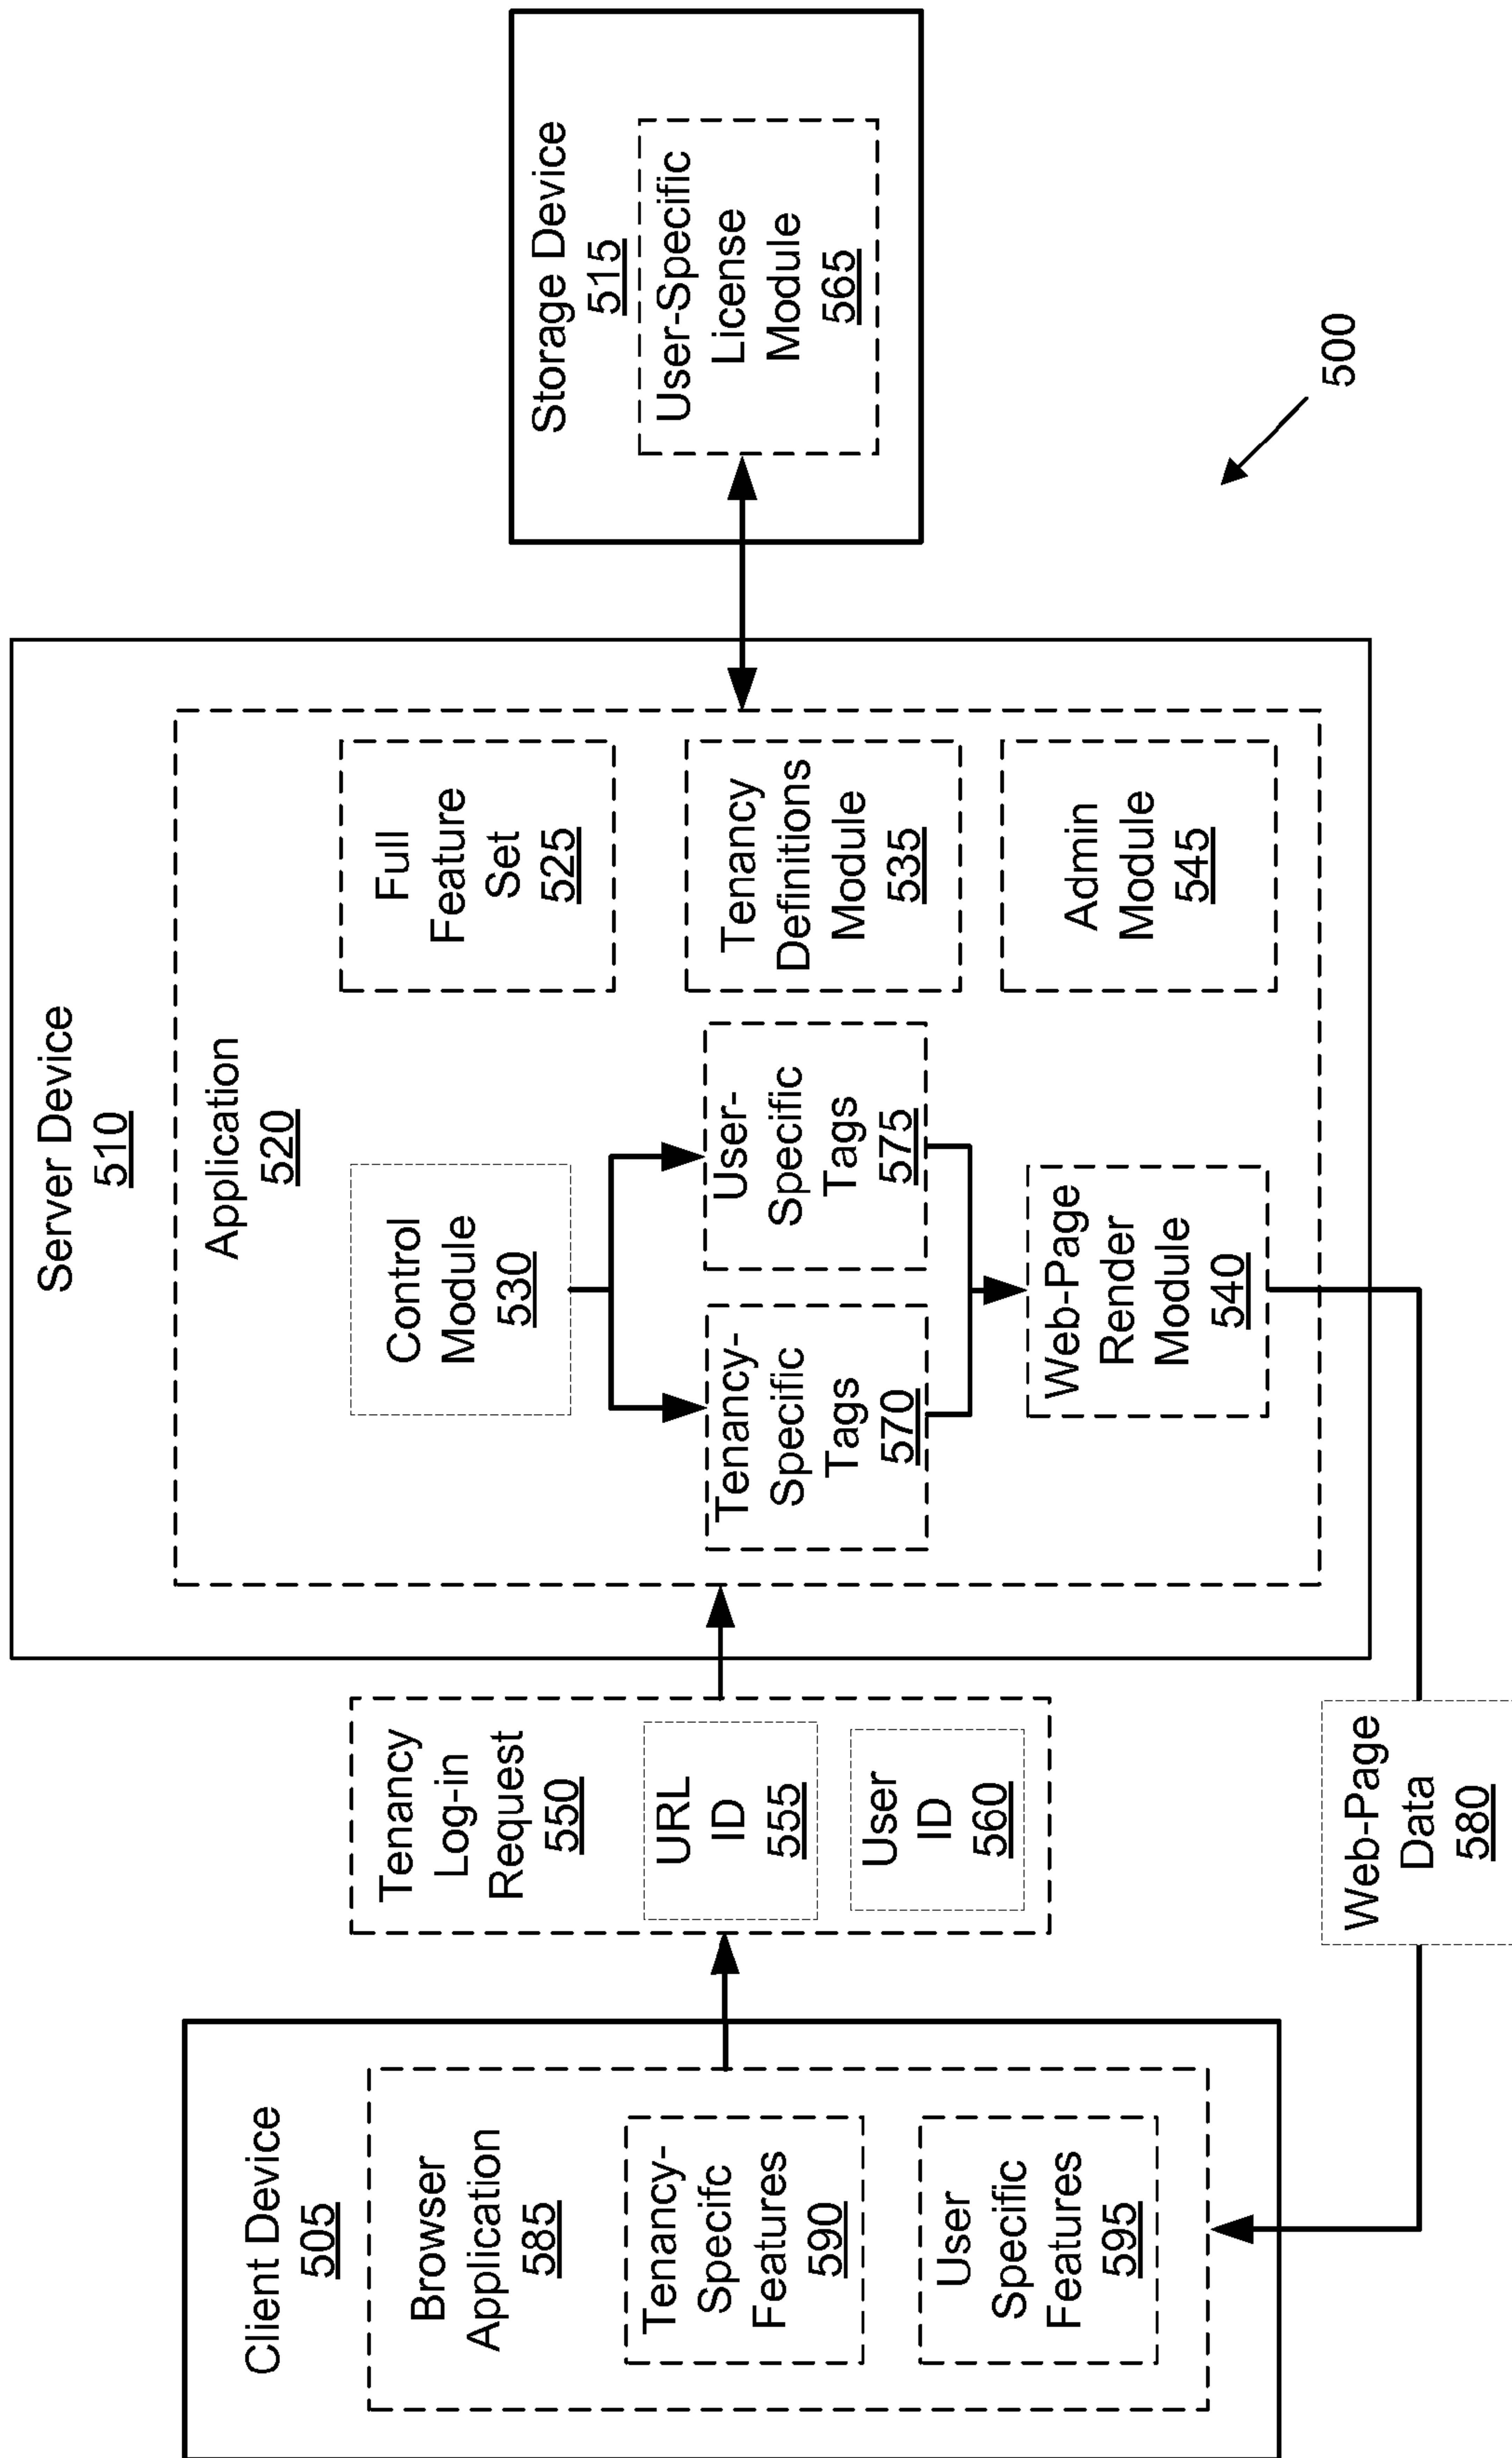 Client Device
505
Browser
Application
585
Tenancy-
Specifc
Features
590
User
Specific
Features
595
Tenancy
Log-in
Request
550
URL
ID
555
User
ID
560
Web-Page
Data
580
Server Device
510
Application
520
Control
Module
530
Tenancy-
Specific
Tags
570
User-
Specific
Tags
575
Web-Page
Render
Module
540
Full
Feature
Set
525
Tenancy
Definitions
Module
535
Admin
Module
545
Storage Device
515
User-Specific
License
Module
565
500